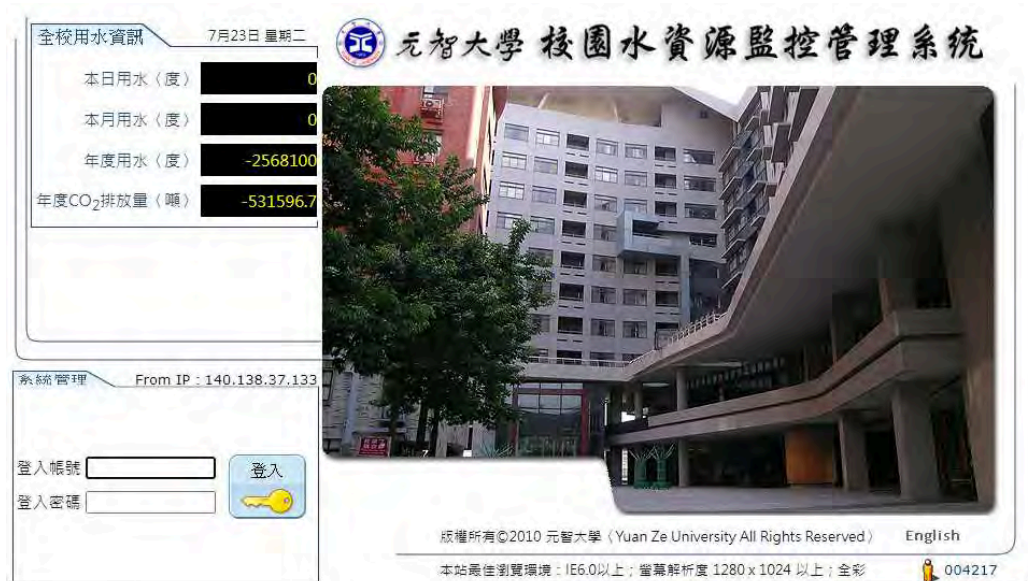 全校用水資訊 7月23日 星期二
本日用水（度） 0
本月用水（度） 0
年度用水（度） -2568100
年度CO2排放量（噸） -531596.7
元智大學 校園水資源監控管理系統
系統管理 From IP : 140.138.37.133
登入帳號
登入密碼
登入
版權所有©2010 元智大學（Yuan Ze University All Rights Reserved） English
本站最佳瀏覽環境：IE6.0以上；螢幕解析度 1280 x 1024 以上；全彩 004217